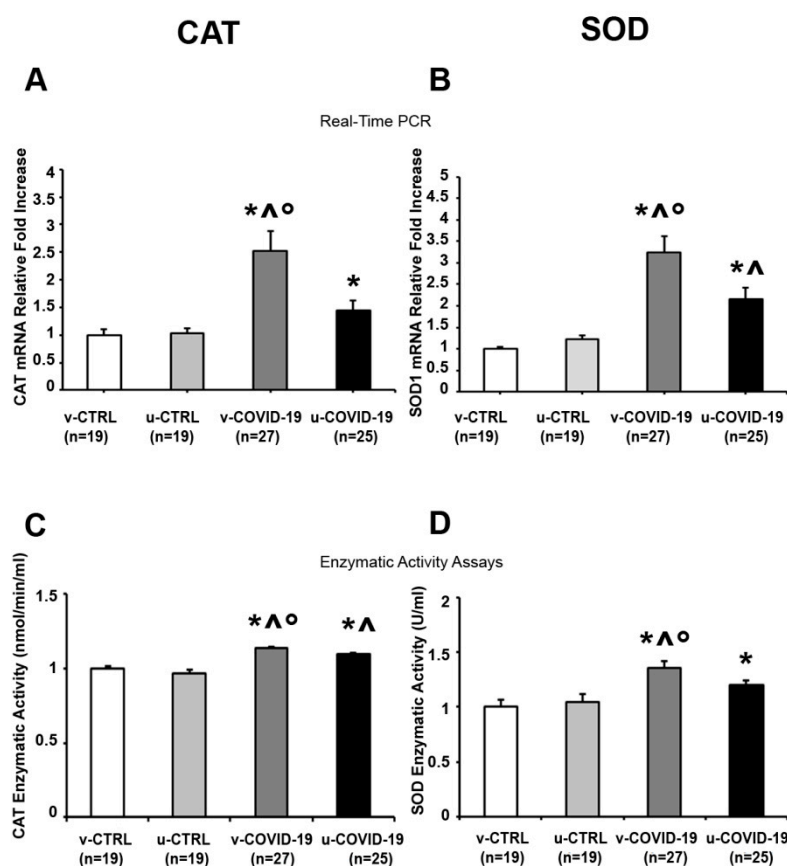 CAT
SOD
A
B
Real-Time PCR
CAT mRNA Relative Fold Increase
4
3.5
3
2.5
2
1.5
1
0.5
0
*^°
*
v-CTRL
(n=19)
u-CTRL
(n=19)
v-COVID-19
(n=27)
u-COVID-19
(n=25)
SOD1 mRNA Relative Fold Increase
5
4.5
4
3.5
3
2.5
2
1.5
1
0.5
0
*^°
*^
v-CTRL
(n=19)
u-CTRL
(n=19)
v-COVID-19
(n=27)
u-COVID-19
(n=25)
C
D
Enzymatic Activity Assays
CAT Enzymatic Activity (nmol/min/ml)
1.5
1
0.5
0
*^°
*^
v-CTRL
(n=19)
u-CTRL
(n=19)
v-COVID-19
(n=27)
u-COVID-19
(n=25)
SOD Enzymatic Activity (U/ml)
2
1.5
1
0.5
0
*^°
*
v-CTRL
(n=19)
u-CTRL
(n=19)
v-COVID-19
(n=27)
u-COVID-19
(n=25)